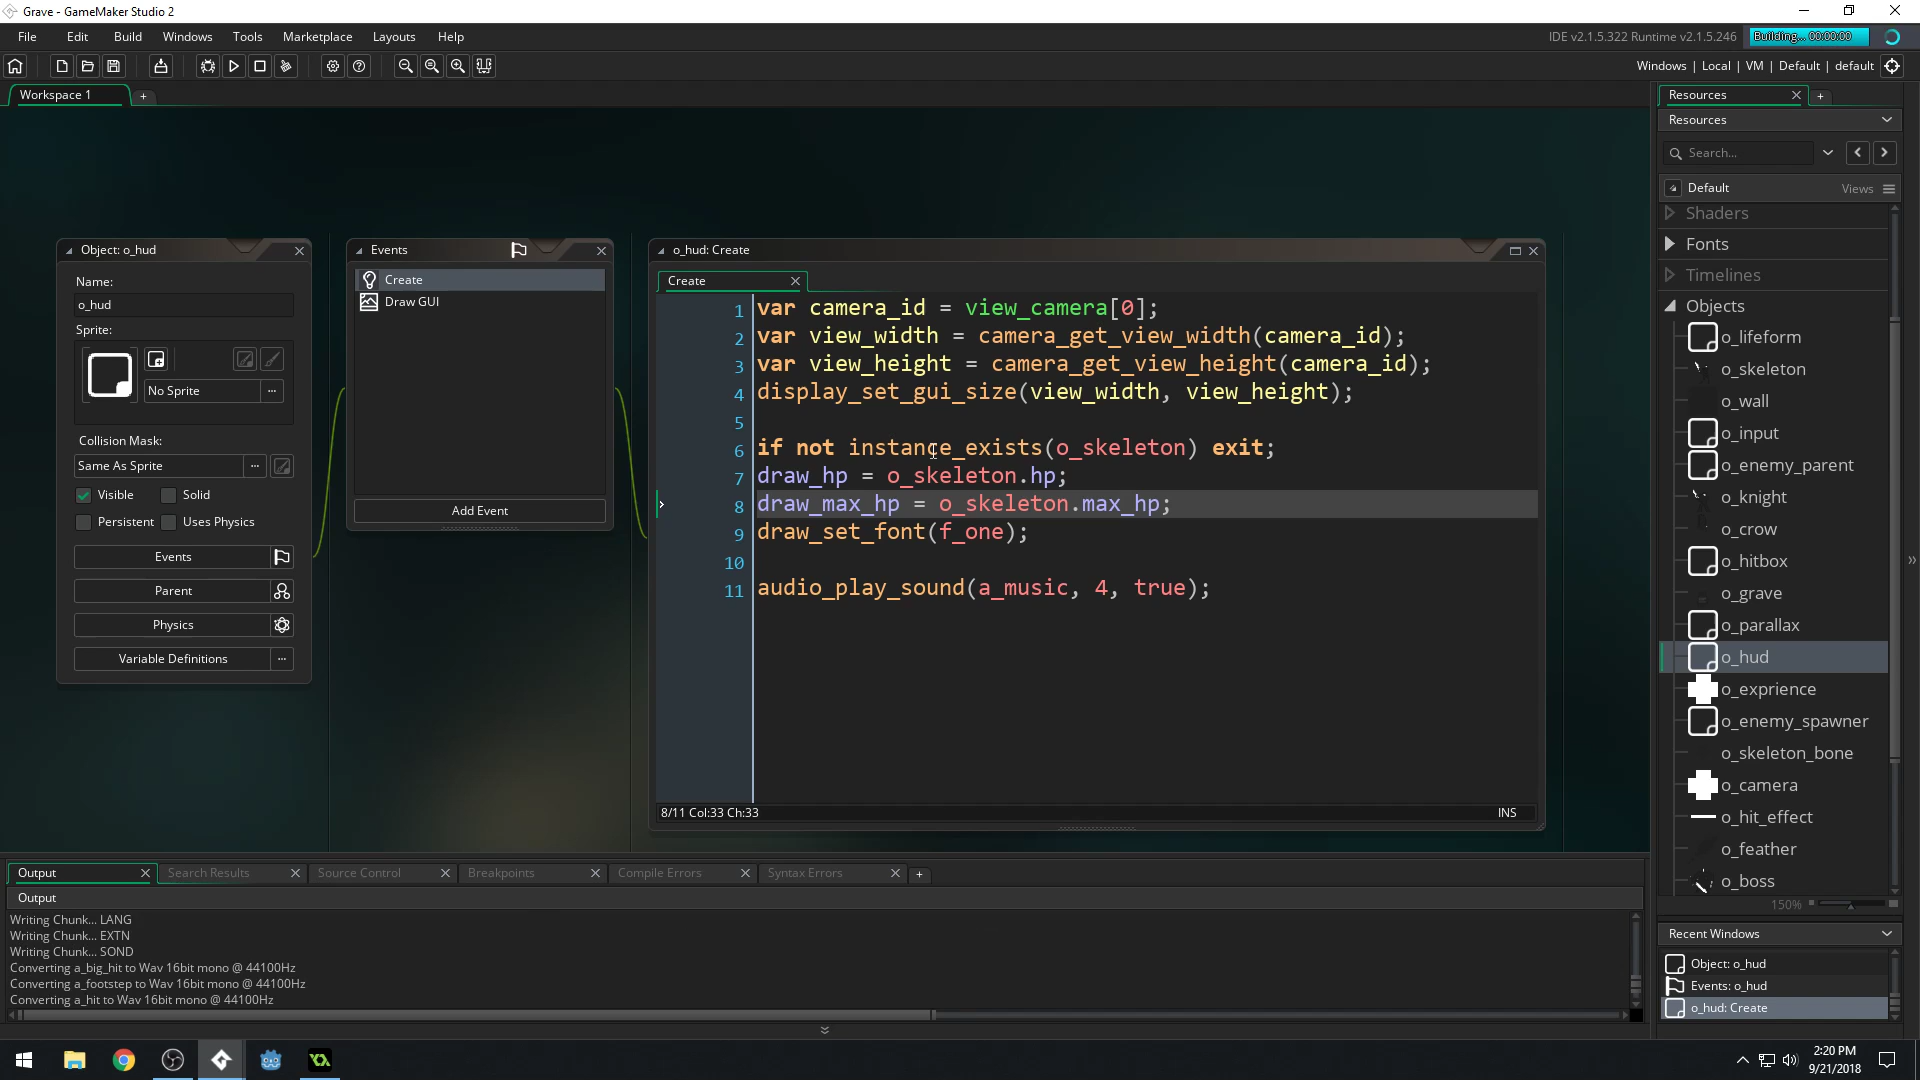 Grave - GameMaker Studio 2
File Edit Build Windows Tools Marketplace Layouts Help
IDE v2.1.5.322 Runtime v2.1.5.246
Building... 00:00:00
Windows | Local | VM | Default | default
Workspace 1
+
Object: o_hud
Name:
o_hud
Sprite:
No Sprite ...
Collision Mask:
Same As Sprite ...
Visible Solid
Persistent Uses Physics
Events
Parent
Physics
Variable Definitions ...
Events
Create
Draw GUI
Add Event
o_hud: Create
Create
1 var camera_id = view_camera[0];
2 var view_width = camera_get_view_width(camera_id);
3 var view_height = camera_get_view_height(camera_id);
4 display_set_gui_size(view_width, view_height);
5
6 if not instance_exists(o_skeleton) exit;
7 draw_hp = o_skeleton.hp;
8 draw_max_hp = o_skeleton.max_hp;
9 draw_set_font(f_one);
10
11 audio_play_sound(a_music, 4, true);
8/11 Col:33 Ch:33 INS
Resources
+
Resources
Search...
Default Views
Shaders
Fonts
Timelines
Objects
o_lifeform
o_skeleton
o_wall
o_input
o_enemy_parent
o_knight
o_crow
o_hitbox
o_grave
o_parallax
o_hud
o_exprience
o_enemy_spawner
o_skeleton_bone
o_camera
o_hit_effect
o_feather
o_boss
150%
Recent Windows
Object: o_hud
Events: o_hud
o_hud: Create
Output Search Results Source Control Breakpoints Compile Errors Syntax Errors +
Output
Writing Chunk... LANG
Writing Chunk... EXTN
Writing Chunk... SOND
Converting a_big_hit to Wav 16bit mono @ 44100Hz
Converting a_footstep to Wav 16bit mono @ 44100Hz
Converting a_hit to Wav 16bit mono @ 44100Hz
2:20 PM
9/21/2018